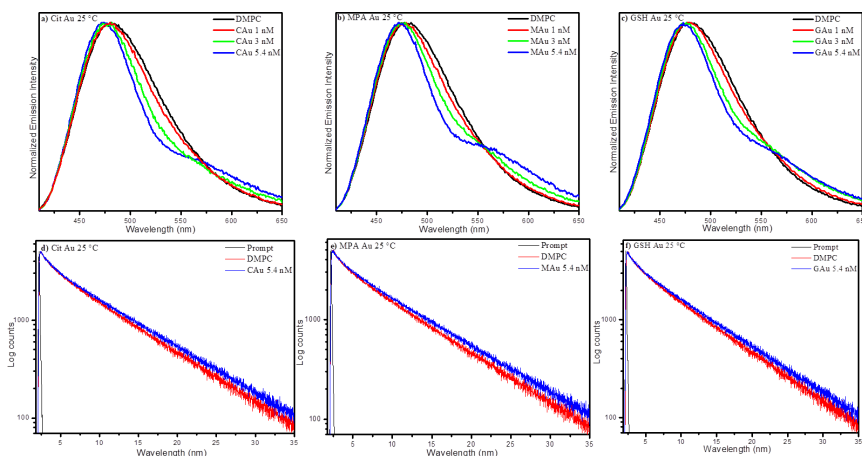 a) Cit Au 25 °C
DMPC
CAu 1 nM
CAu 3 nM
CAu 5.4 nM
Normalized Emission Intensity
450 500 550 600 650
Wavelength (nm)
b) MPA Au 25 °C
DMPC
MAu 1 nM
MAu 3 nM
MAu 5.4 nM
Normalized Emission Intensity
450 500 550 600 650
Wavelength (nm)
c) GSH Au 25 °C
DMPC
GAu 1 nM
GAu 3 nM
GAu 5.4 nM
Normalized Emission Intensity
450 500 550 600 650
Wavelength (nm)
d) Cit Au 25 °C
Prompt
DMPC
CAu 5.4 nM
Log counts
1000
100
5 10 15 20 25 30 35
Wavelength (nm)
e) MPA Au 25 °C
Prompt
DMPC
MAu 5.4 nM
Log counts
1000
100
5 10 15 20 25 30 35
Wavelength (nm)
f) GSH Au 25 °C
Prompt
DMPC
GAu 5.4 nM
Log counts
1000
100
5 10 15 20 25 30 35
Wavelength (nm)